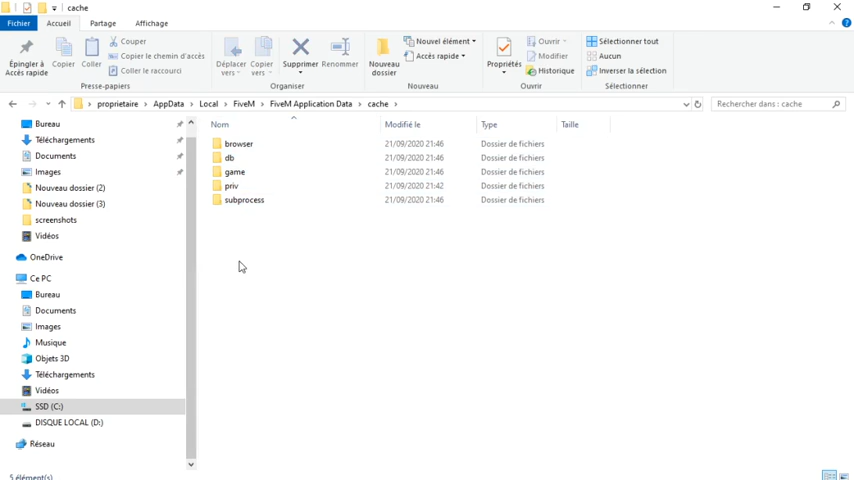 cache
Fichier Accueil Partage Affichage
Épingler à Accès rapide
Copier
Coller
Couper
Copier le chemin d'accès
Coller le raccourci
Déplacer vers
Copier vers
Supprimer
Renommer
Nouveau dossier
Nouvel élément
Accès rapide
Propriétés
Ouvrir
Modifier
Historique
Sélectionner tout
Aucun
Inverser la sélection
Presse-papiers Organiser Nouveau Ouvrir Sélectionner
proprietaire > AppData > Local > FiveM > FiveM Application Data > cache >
Rechercher dans : cache
Bureau
Téléchargements
Documents
Images
Nouveau dossier (2)
Nouveau dossier (3)
screenshots
Vidéos
OneDrive
Ce PC
Bureau
Documents
Images
Musique
Objets 3D
Téléchargements
Vidéos
SSD (C:)
DISQUE LOCAL (D:)
Réseau
Nom Modifié le Type Taille
browser 21/09/2020 21:46 Dossier de fichiers
db 21/09/2020 21:46 Dossier de fichiers
game 21/09/2020 21:46 Dossier de fichiers
priv 21/09/2020 21:42 Dossier de fichiers
subprocess 21/09/2020 21:46 Dossier de fichiers
5 élément(s)